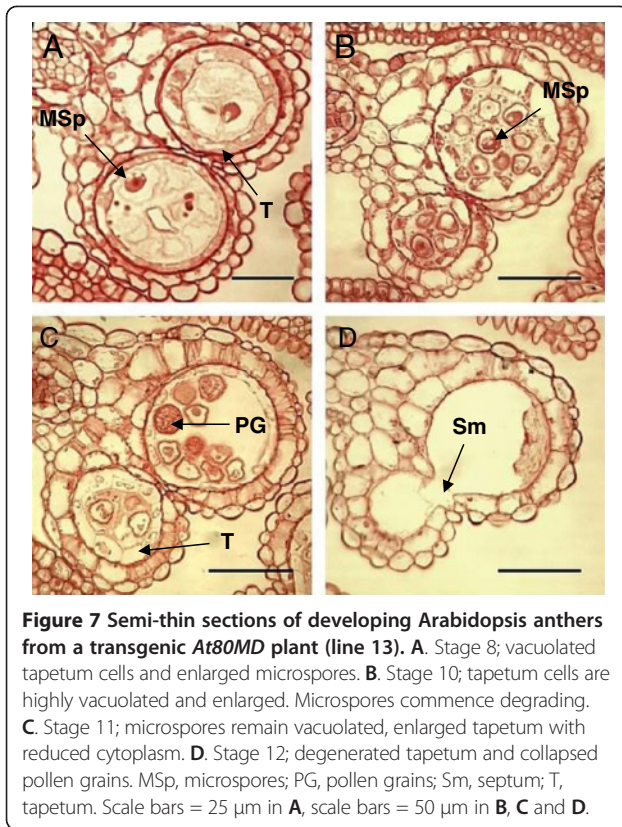 A
MSp
T
B
MSp
C
PG
T
D
Sm
Figure 7 Semi-thin sections of developing Arabidopsis anthers
from a transgenic At80MD plant (line 13). A. Stage 8; vacuolated
tapetum cells and enlarged microspores. B. Stage 10; tapetum cells are
highly vacuolated and enlarged. Microspores commence degrading.
C. Stage 11; microspores remain vacuolated, enlarged tapetum with
reduced cytoplasm. D. Stage 12; degenerated tapetum and collapsed
pollen grains. MSp, microspores; PG, pollen grains; Sm, septum; T,
tapetum. Scale bars = 25 μm in A, scale bars = 50 μm in B, C and D.